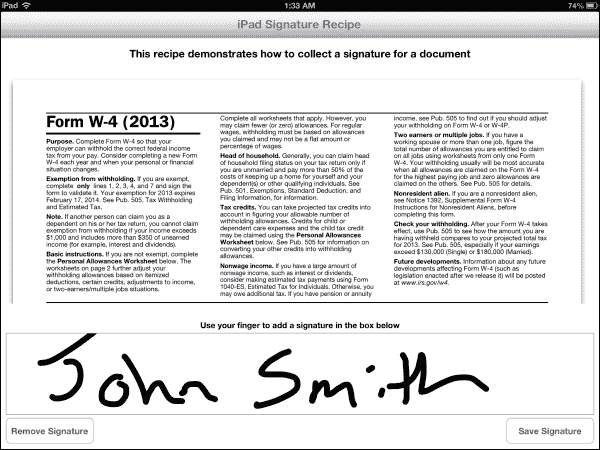 iPad
1:33 AM
74%
iPad Signature Recipe
This recipe demonstrates how to collect a signature for a document
Form W-4 (2013)
Purpose. Complete Form W-4 so that your
employer can withhold the correct federal income
tax from your pay. Consider completing a new Form
W-4 each year and when your personal or financial
situation changes.
Exemption from withholding. If you are exempt,
complete only lines 1, 2, 3, 4, and 7 and sign the
form to validate it. Your exemption for 2013 expires
February 17, 2014. See Pub. 505, Tax Withholding
and Estimated Tax.
Note. If another person can claim you as a
dependent on his or her tax return, you cannot claim
exemption from withholding if your income exceeds
$1,000 and includes more than $350 of unearned
income (for example, interest and dividends).
Basic instructions. If you are not exempt, complete
the Personal Allowances Worksheet below. The
worksheets on page 2 further adjust your
withholding allowances based on itemized
deductions, certain credits, adjustments to income,
or two-earners/multiple jobs situations.
Complete all worksheets that apply. However, you
may claim fewer (or zero) allowances. For regular
wages, withholding must be based on allowances
you claimed and may not be a flat amount or
percentage of wages.
Head of household. Generally, you can claim head
of household filing status on your tax return only if
you are unmarried and pay more than 50% of the
costs of keeping up a home for yourself and your
dependent(s) or other qualifying individuals. See
Pub. 501, Exemptions, Standard Deduction, and
Filing Information, for information.
Tax credits. You can take projected tax credits into
account in figuring your allowable number of
withholding allowances. Credits for child or
dependent care expenses and the child tax credit
may be claimed using the Personal Allowances
Worksheet below. See Pub. 505 for information on
converting your other credits into withholding
allowances.
Nonwage income. If you have a large amount of
nonwage income, such as interest or dividends,
consider making estimated tax payments using Form
1040-ES, Estimated Tax for Individuals. Otherwise, you
may owe additional tax. If you have pension or annuity
income, see Pub. 505 to find out if you should adjust
your withholding on Form W-4 or W-4P.
Two earners or multiple jobs. If you have a
working spouse or more than one job, figure the
total number of allowances you are entitled to claim
on all jobs using worksheets from only one Form
W-4. Your withholding usually will be most accurate
when all allowances are claimed on the Form W-4
for the highest paying job and zero allowances are
claimed on the others. See Pub. 505 for details.
Nonresident alien. If you are a nonresident alien,
see Notice 1392, Supplemental Form W-4
Instructions for Nonresident Aliens, before
completing this form.
Check your withholding. After your Form W-4 takes
effect, use Pub. 505 to see how the amount you are
having withheld compares to your projected total tax
for 2013. See Pub. 505, especially if your earnings
exceed $130,000 (Single) or $180,000 (Married).
Future developments. Information about any future
developments affecting Form W-4 (such as
legislation enacted after we release it) will be posted
at www.irs.gov/w4.
Use your finger to add a signature in the box below
John Smith
Remove Signature
Save Signature